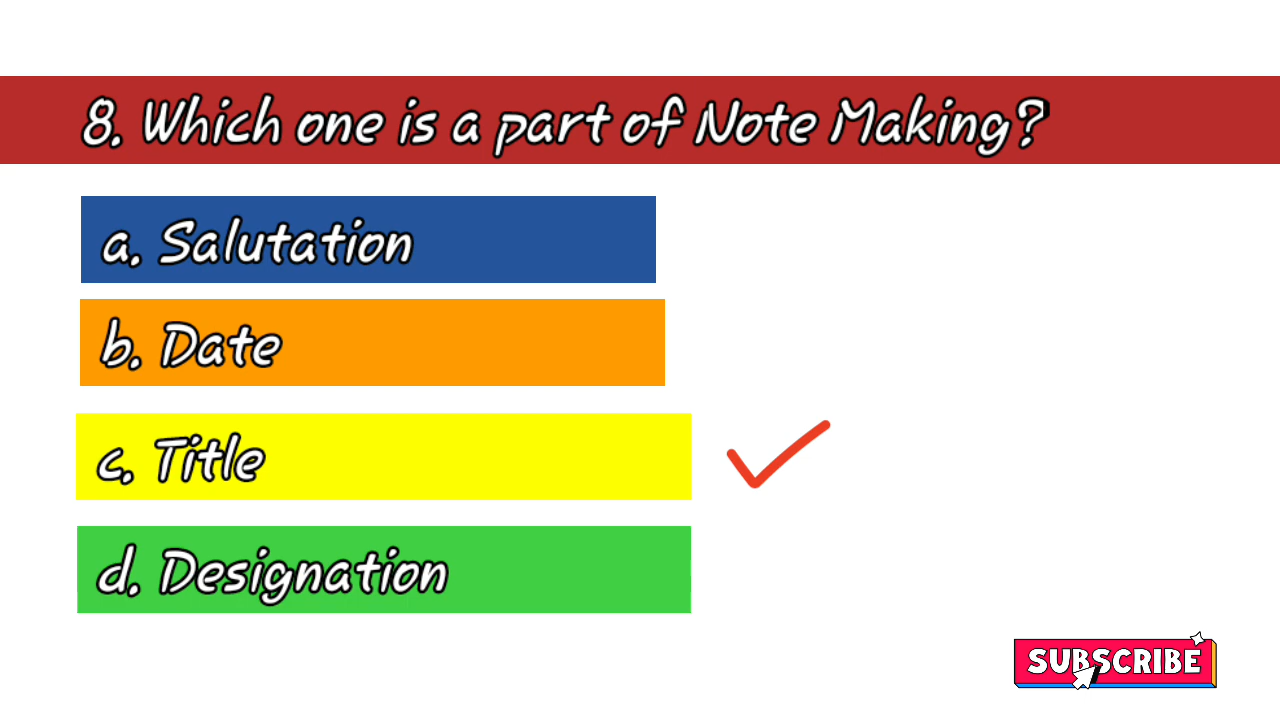 8. Which one is a part of Note Making?
a. Salutation
b. Date
c. Title
d. Designation
SUBSCRIBE